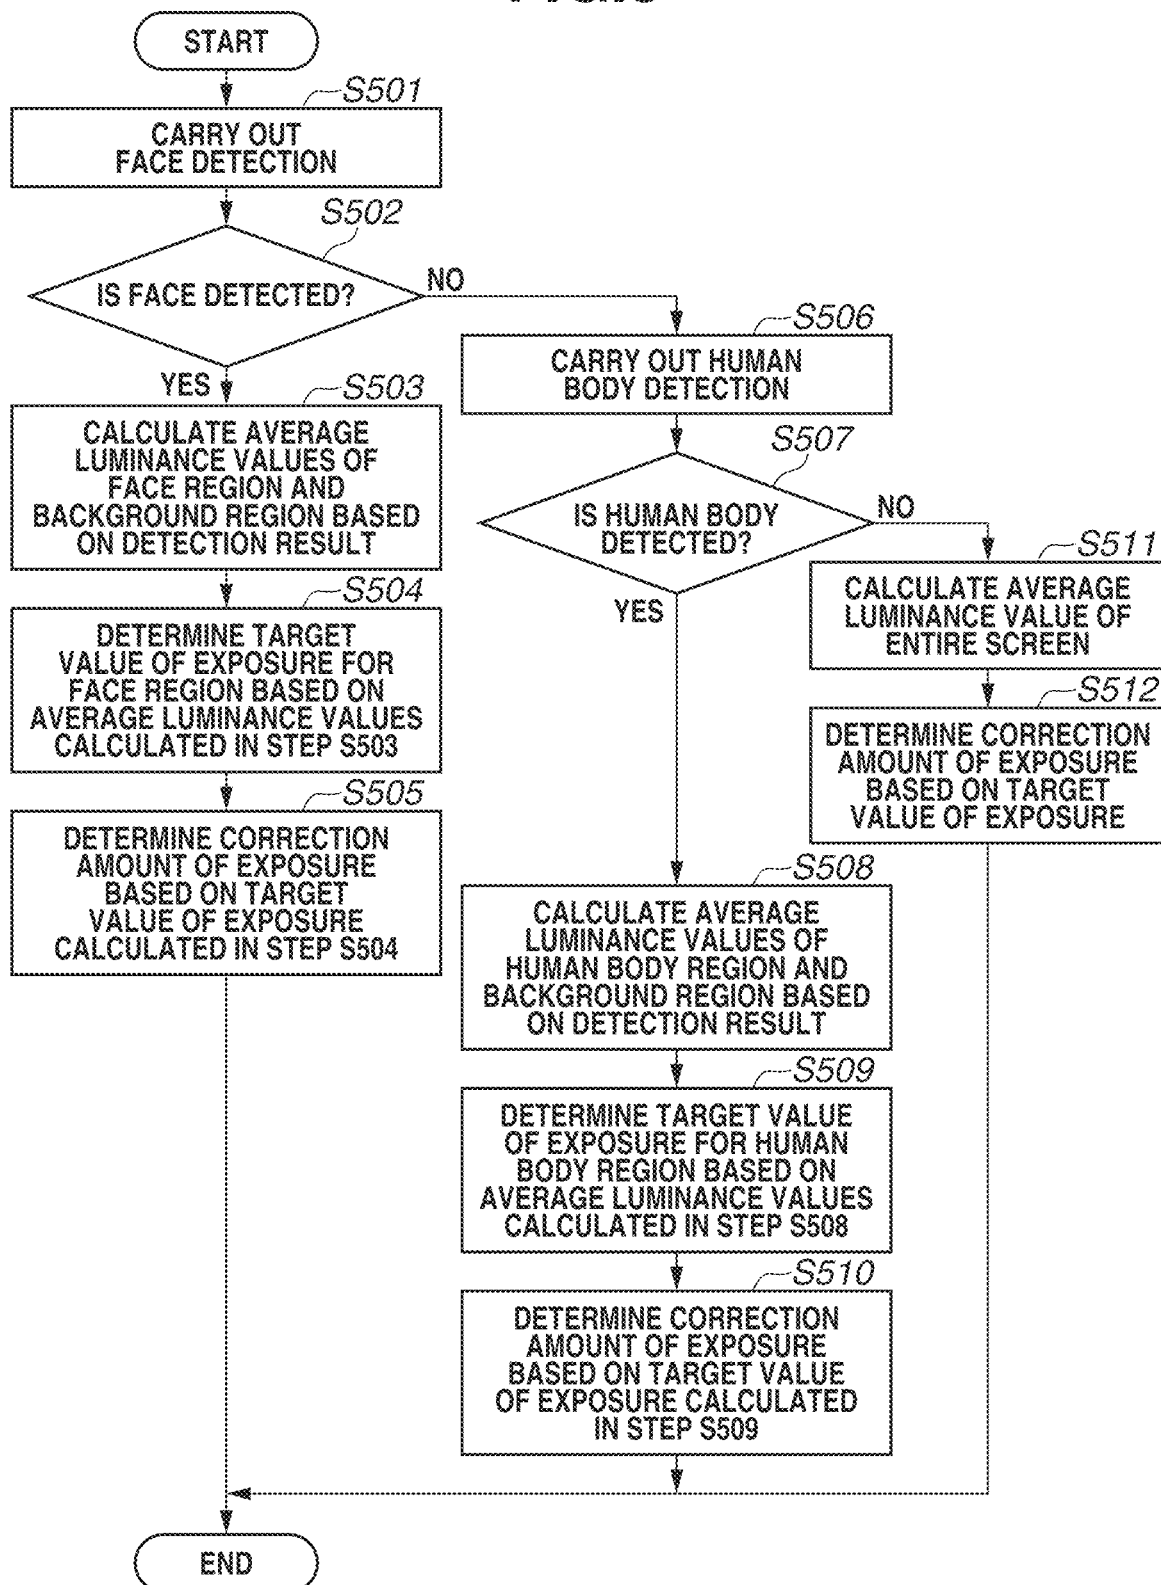 START
S501
CARRY OUT
FACE DETECTION
S502
IS FACE DETECTED?
NO
YES
S503
CALCULATE AVERAGE
LUMINANCE VALUES OF
FACE REGION AND
BACKGROUND REGION BASED
ON DETECTION RESULT
S504
DETERMINE TARGET
VALUE OF EXPOSURE FOR
FACE REGION BASED ON
AVERAGE LUMINANCE VALUES
CALCULATED IN STEP S503
S505
DETERMINE CORRECTION
AMOUNT OF EXPOSURE
BASED ON TARGET
VALUE OF EXPOSURE
CALCULATED IN STEP S504
S506
CARRY OUT HUMAN
BODY DETECTION
S507
IS HUMAN BODY
DETECTED?
NO
YES
S508
CALCULATE AVERAGE
LUMINANCE VALUES OF
HUMAN BODY REGION AND
BACKGROUND REGION BASED
ON DETECTION RESULT
S509
DETERMINE TARGET VALUE
OF EXPOSURE FOR HUMAN
BODY REGION BASED ON
AVERAGE LUMINANCE VALUES
CALCULATED IN STEP S508
S510
DETERMINE CORRECTION
AMOUNT OF EXPOSURE
BASED ON TARGET VALUE
OF EXPOSURE CALCULATED
IN STEP S509
S511
CALCULATE AVERAGE
LUMINANCE VALUE OF
ENTIRE SCREEN
S512
DETERMINE CORRECTION
AMOUNT OF EXPOSURE
BASED ON TARGET
VALUE OF EXPOSURE
END